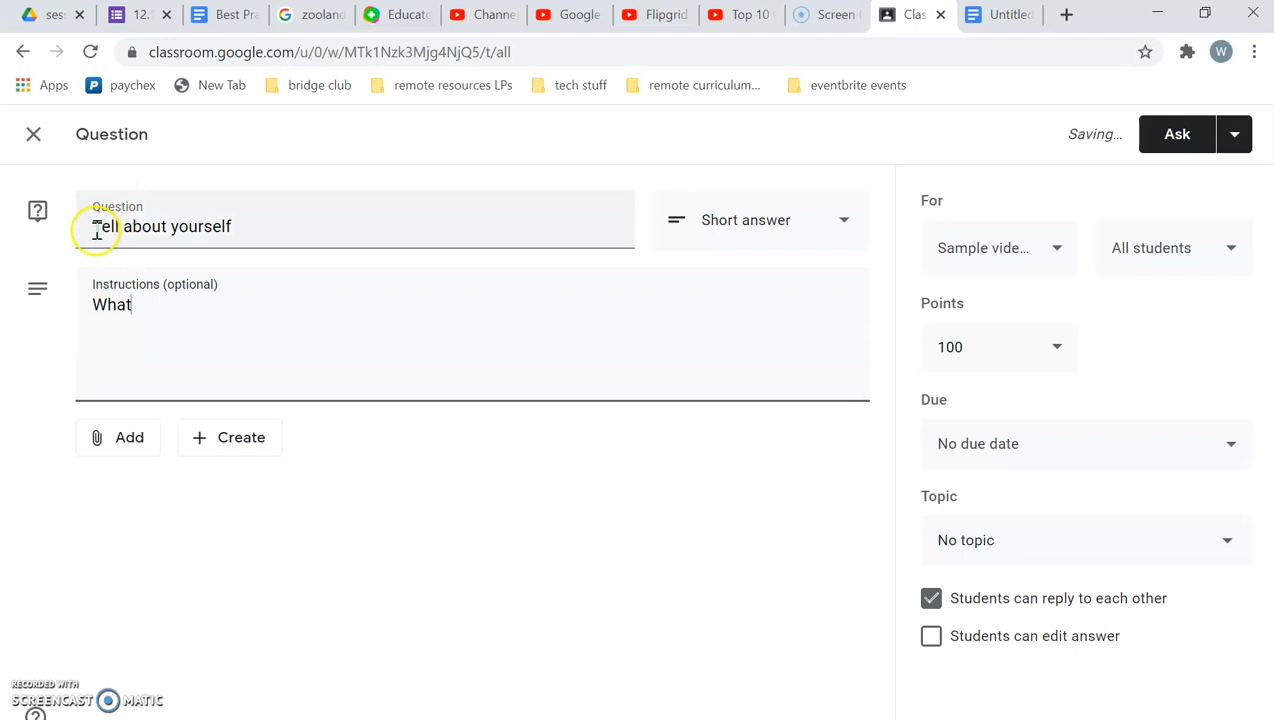 sess
12.
Best Pra
zooland
Educato
Channe
Google
Flipgrid
Top 10
Screen
Clas
Untitled
classroom.google.com/u/0/w/MTk1Nzk3Mjg4NjQ5/t/all
W
Apps
paychex
New Tab
bridge club
remote resources LPs
tech stuff
remote curriculum...
eventbrite events
Question
Saving...
Ask
Question
Tell about yourself
Short answer
Instructions (optional)
What
Add
Create
For
Sample vide...
All students
Points
100
Due
No due date
Topic
No topic
Students can reply to each other
Students can edit answer
RECORDED WITH
SCREENCAST MATIC